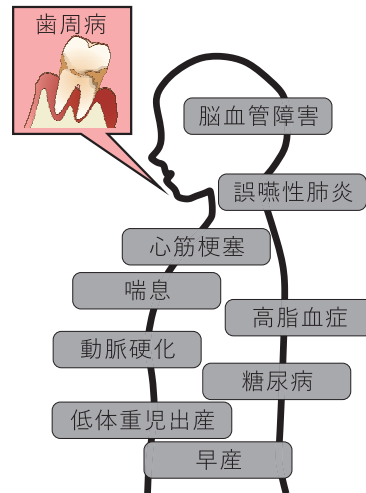 歯周病
脳血管障害
誤嚥性肺炎
心筋梗塞
喘息
高脂血症
動脈硬化
糖尿病
低体重児出産
早産